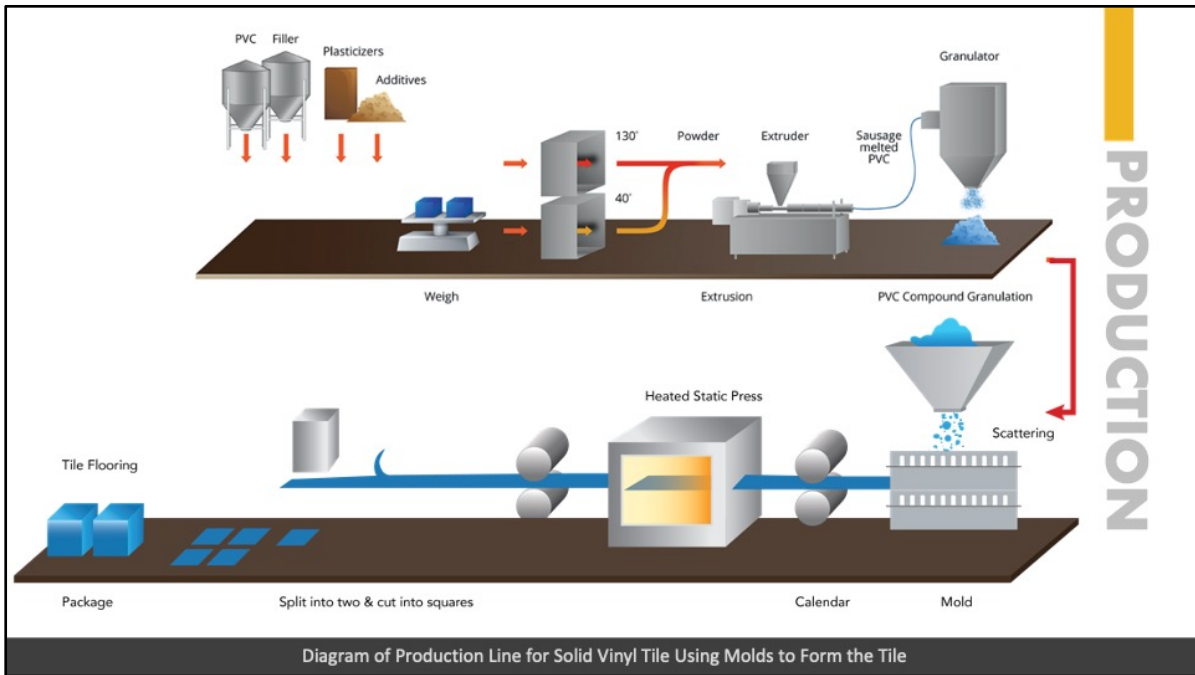 PVC
Filler
Plasticizers
Additives
130°
40°
Powder
Extruder
Sausage
melted
PVC
Granulator
Weigh
Extrusion
PVC Compound Granulation
PRODUCTION
Heated Static Press
Scattering
Tile Flooring
Package
Split into two & cut into squares
Calendar
Mold
Diagram of Production Line for Solid Vinyl Tile Using Molds to Form the Tile